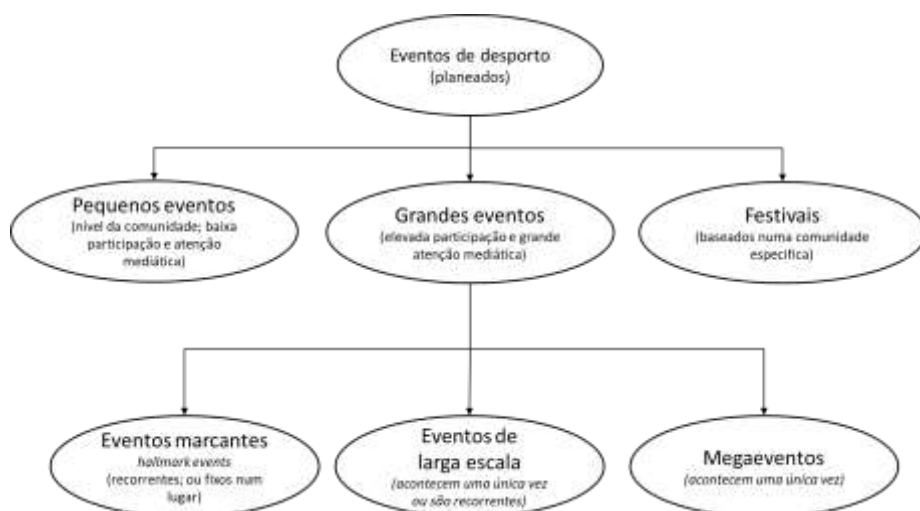 Eventos de desporto
(planeados)
Pequenos eventos
(nível da comunidade; baixa
participação e atenção
mediática)
Grandes eventos
(elevada participação e grande
atenção mediática)
Festivais
(baseados numa comunidade
específica)
Eventos marcantes
hallmark events
(recorrentes; ou fixos num
lugar)
Eventos de
larga escala
(acontecem uma única vez
ou são recorrentes)
Megaeventos
(acontecem uma única vez)